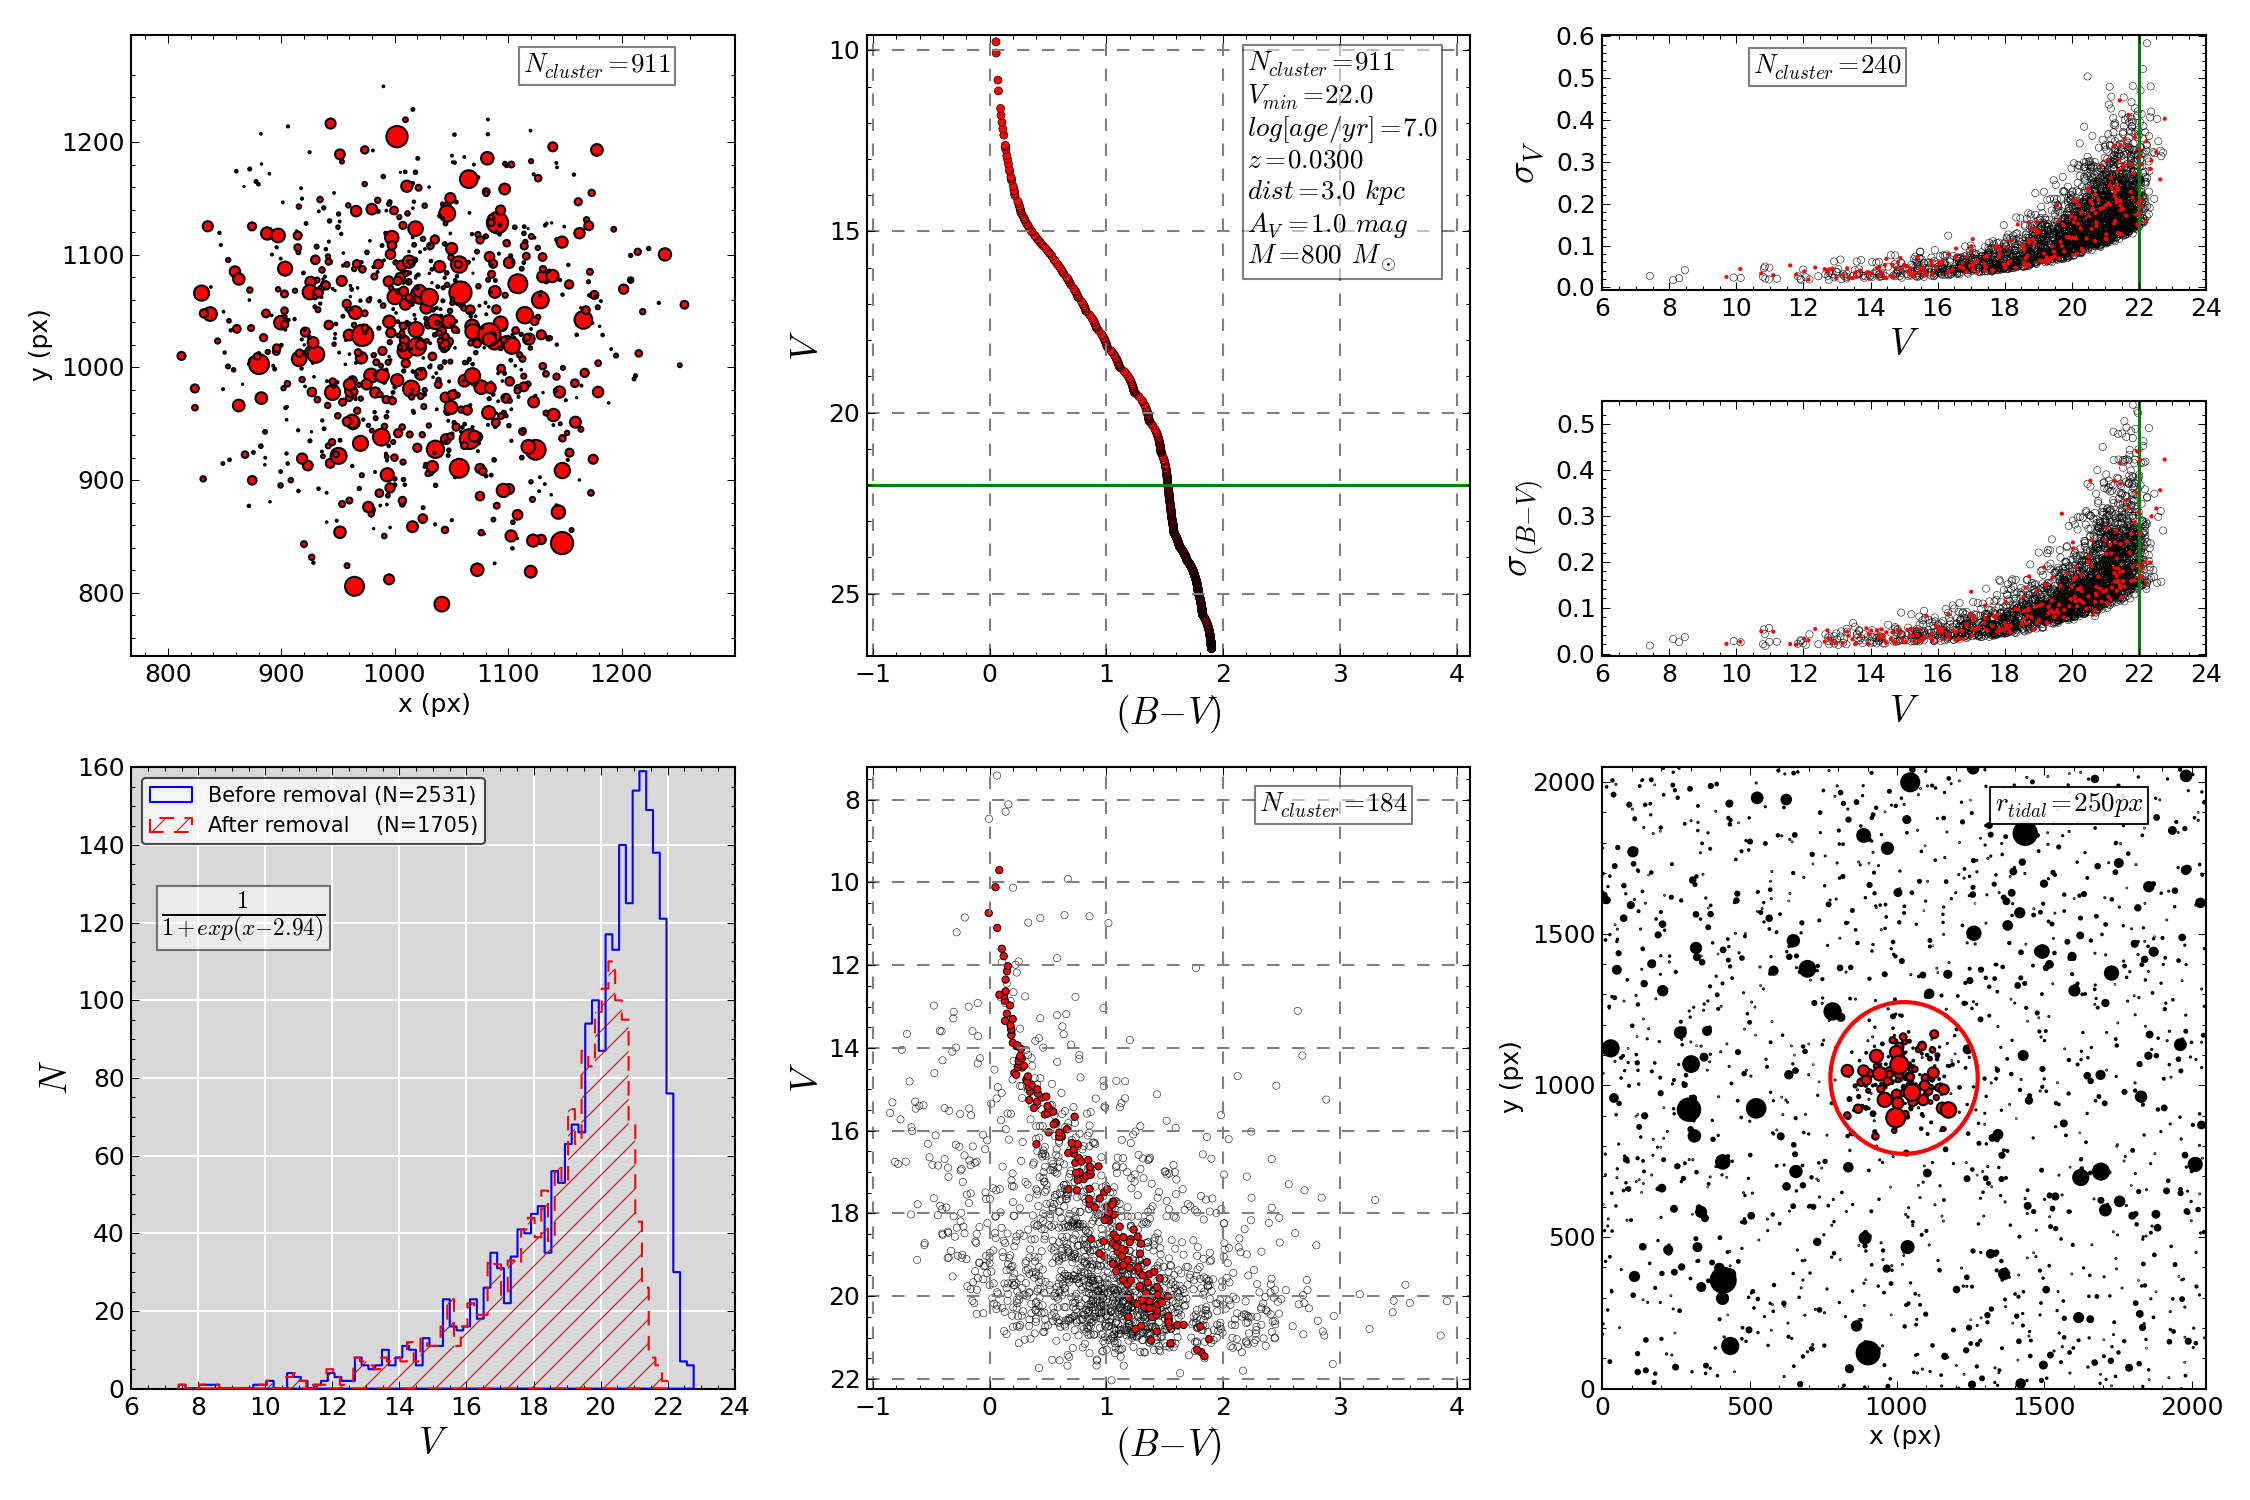 N_cluster=911
1200
1100
1000
900
800
y (px)
800 900 1000 1100 1200
x (px)
N_cluster=911
V_min=22.0
log[age/yr]=7.0
z=0.0300
dist=3.0 kpc
A_V=1.0 mag
M=800 M_⊙
10
15
20
25
V
−1 0 1 2 3 4
(B−V)
N_cluster=240
0.6
0.5
0.4
0.3
0.2
0.1
0.0
σ_V
6 8 10 12 14 16 18 20 22 24
V
0.5
0.4
0.3
0.2
0.1
0.0
σ_(B−V)
6 8 10 12 14 16 18 20 22 24
V
Before removal (N=2531)
After removal (N=1705)
1
1+exp(x−2.94)
160
140
120
100
80
60
40
20
0
N
6 8 10 12 14 16 18 20 22 24
V
N_cluster=184
8
10
12
14
16
18
20
22
V
−1 0 1 2 3 4
(B−V)
r_tidal=250px
2000
1500
1000
500
0
y (px)
0 500 1000 1500 2000
x (px)